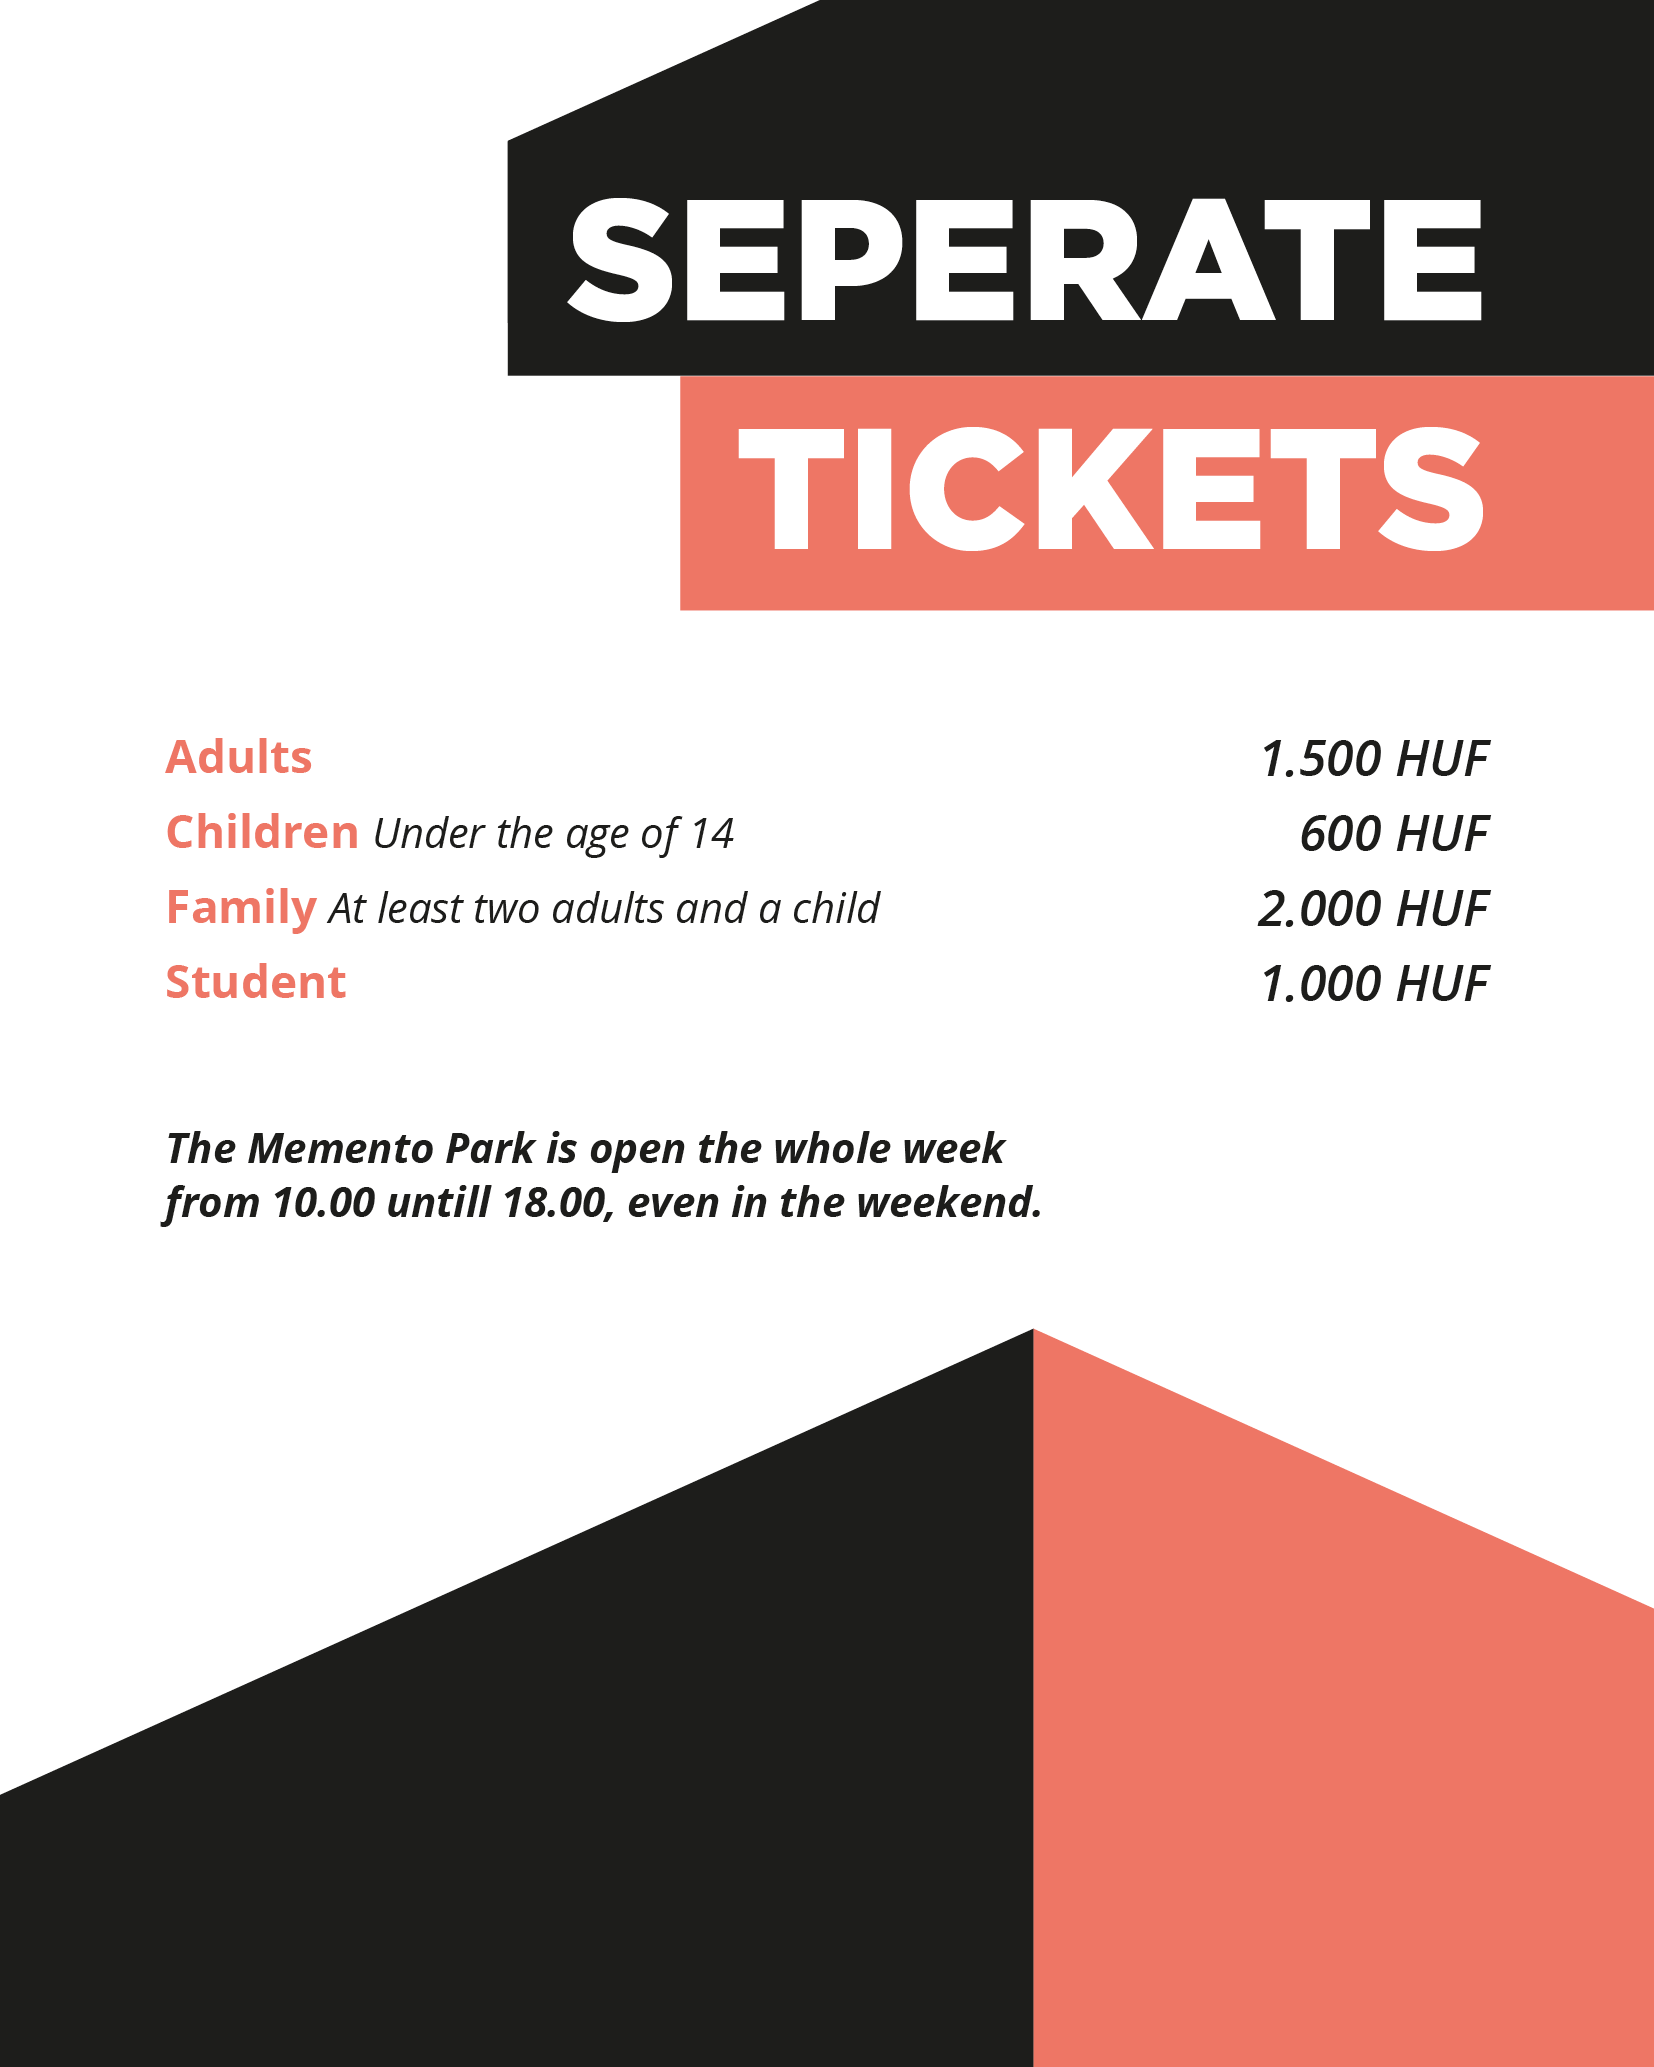 SEPERATE
TICKETS
Adults 1.500 HUF
Children Under the age of 14 600 HUF
Family At least two adults and a child 2.000 HUF
Student 1.000 HUF
The Memento Park is open the whole week
from 10.00 untill 18.00, even in the weekend.